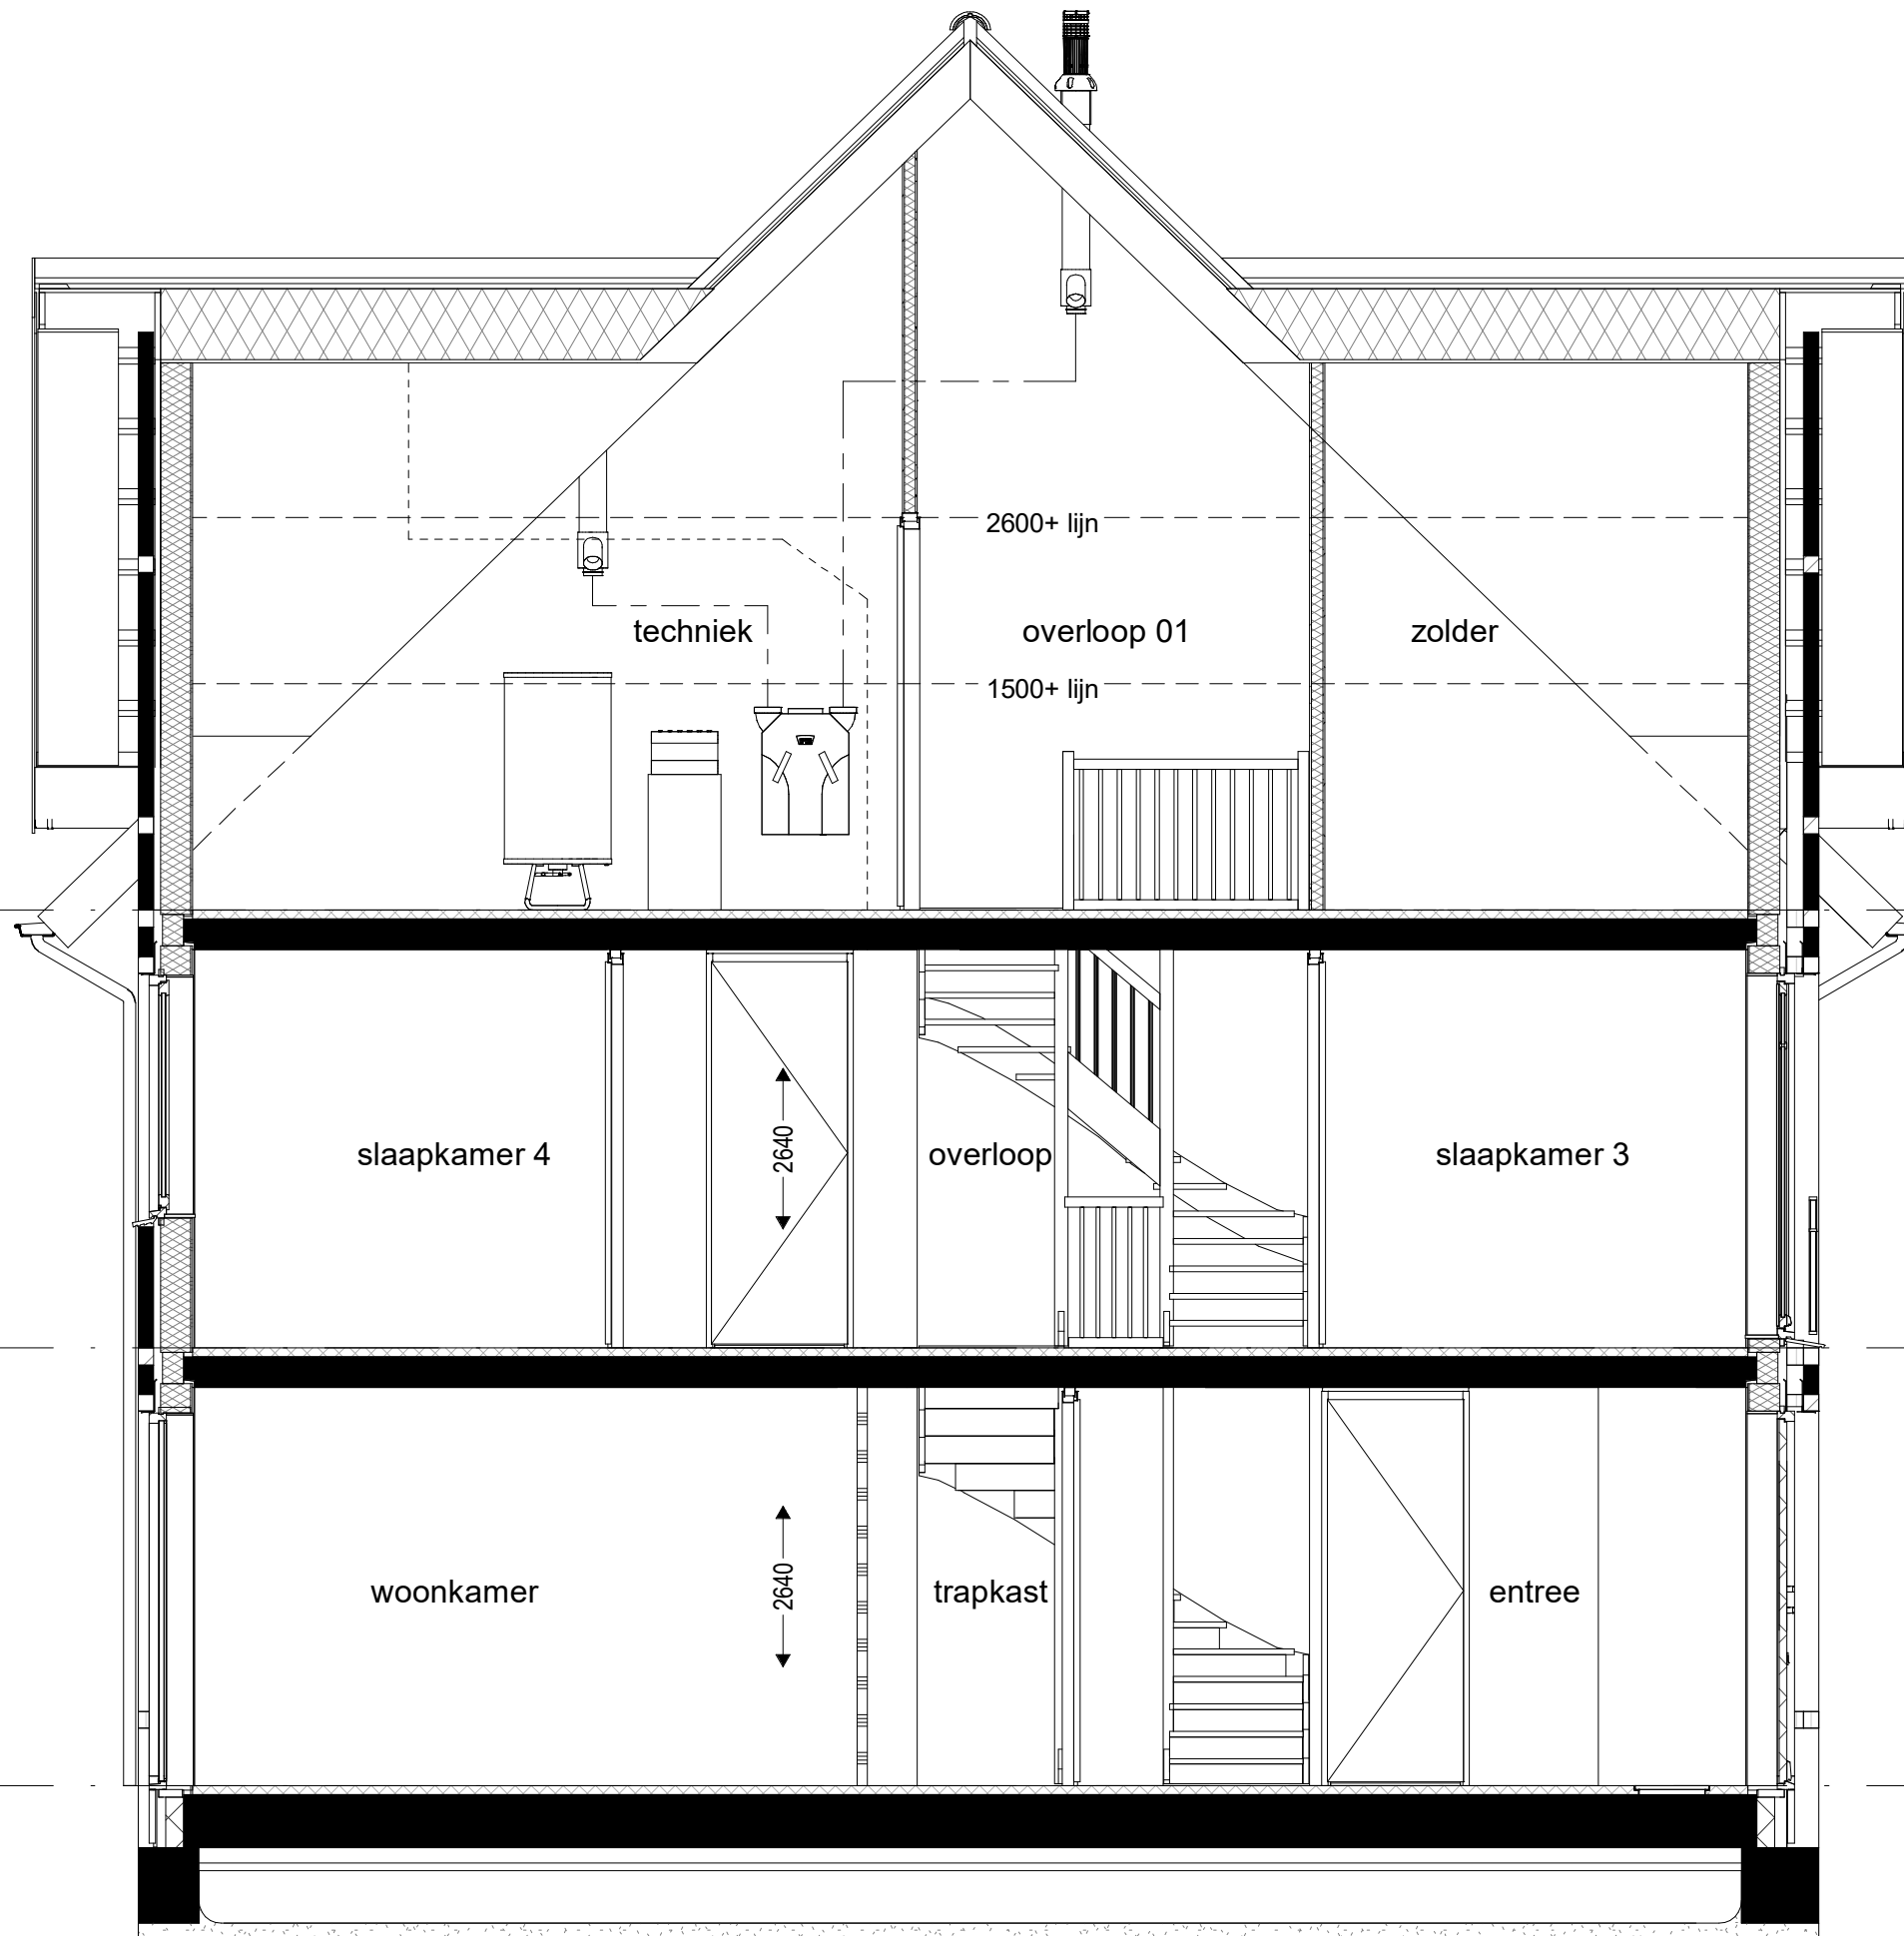 2600+ lijn
techniek
overloop 01
zolder
1500+ lijn
slaapkamer 4
2640
overloop
slaapkamer 3
woonkamer
2640
trapkast
entree